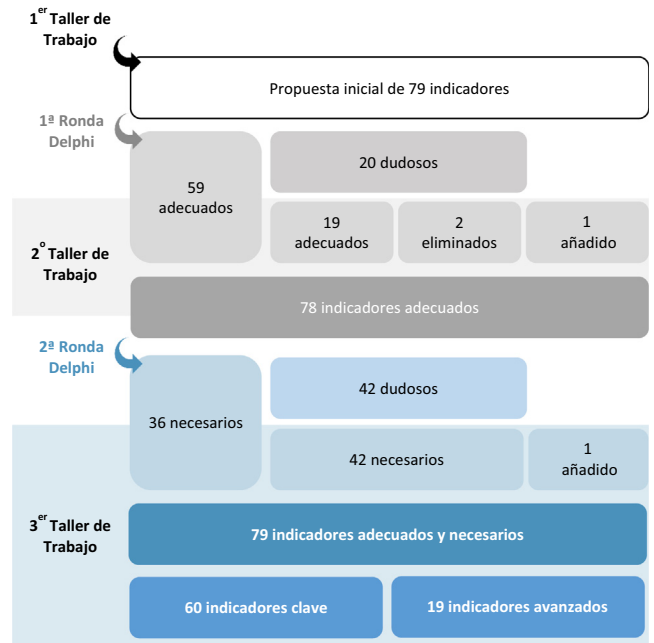 1er Taller de
Trabajo
Propuesta inicial de 79 indicadores
1ª Ronda
Delphi
59
adecuados
20 dudosos
19
adecuados
2
eliminados
1
añadido
2º Taller de
Trabajo
78 indicadores adecuados
2ª Ronda
Delphi
36 necesarios
42 dudosos
42 necesarios
1
añadido
3er Taller de
Trabajo
79 indicadores adecuados y necesarios
60 indicadores clave
19 indicadores avanzados